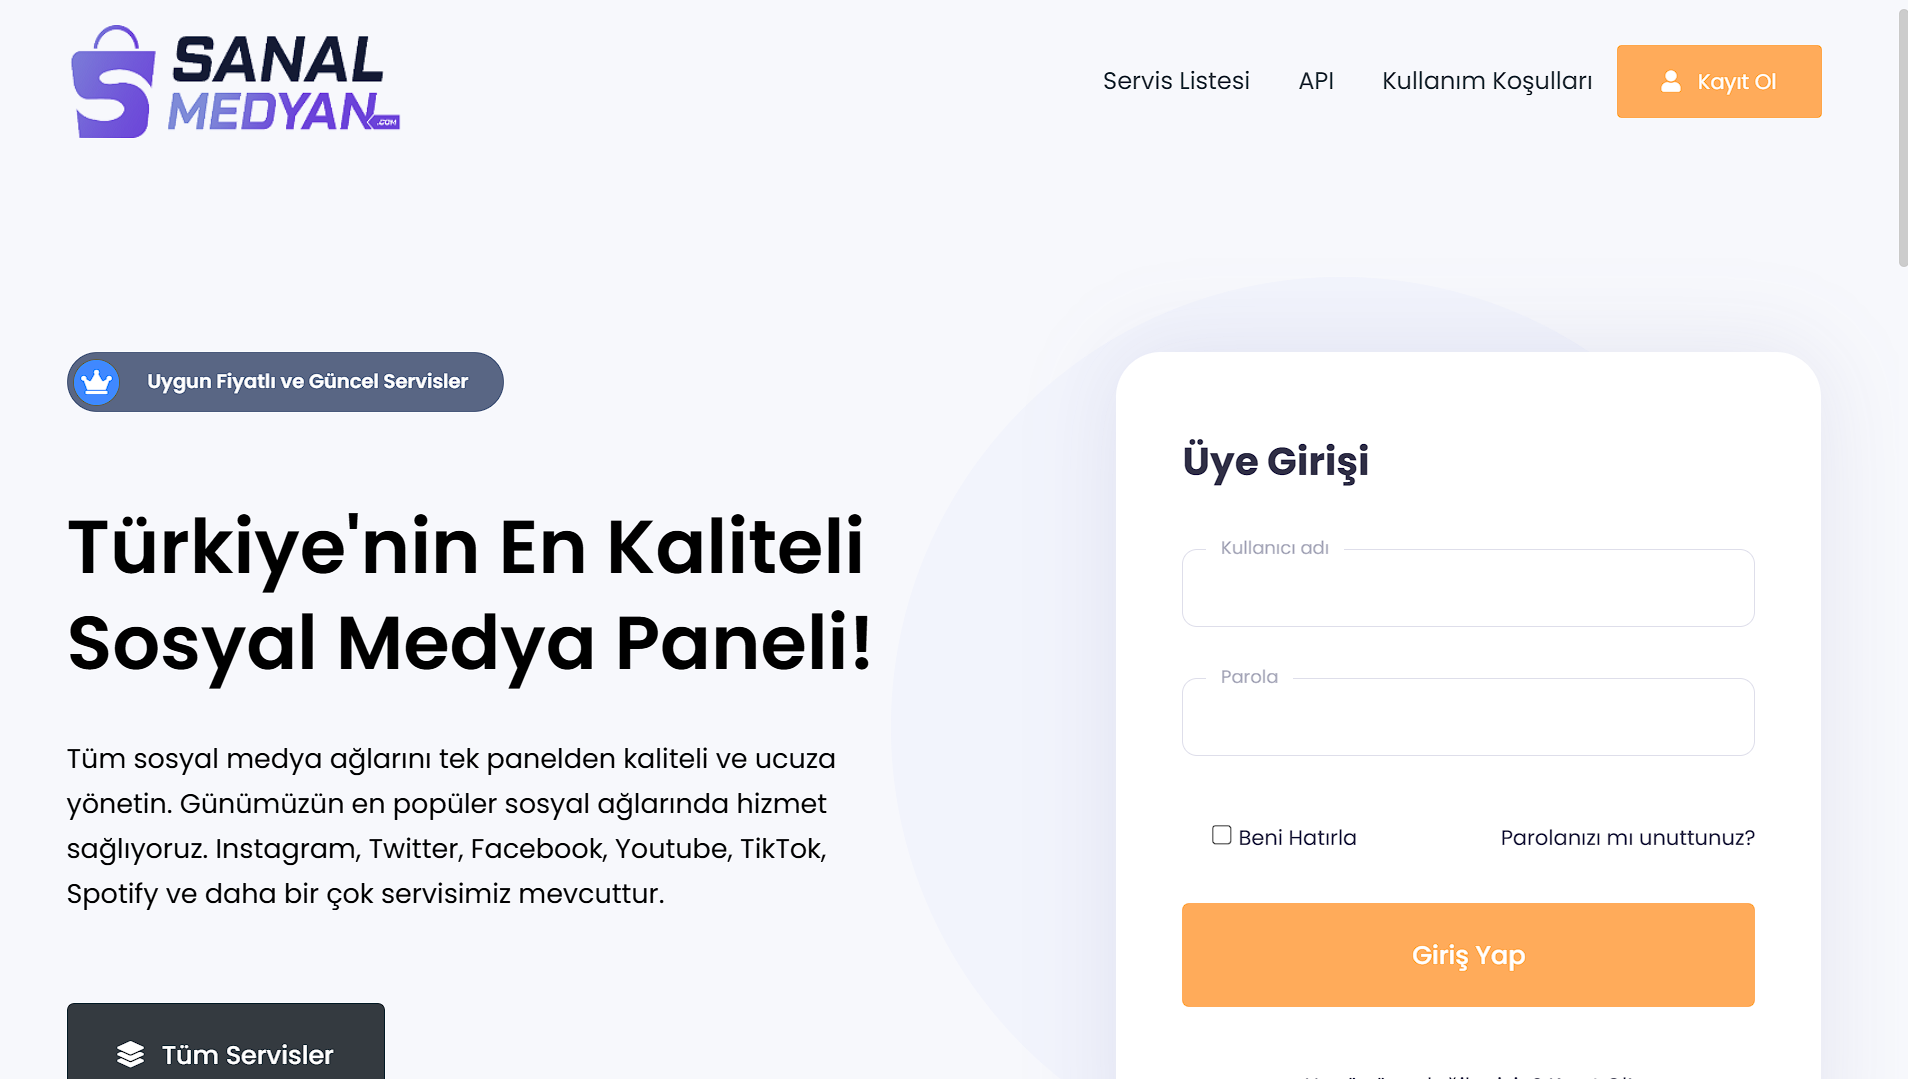 SANAL
MEDYAN
.COM
Servis Listesi
API
Kullanım Koşulları
Kayıt Ol
Uygun Fiyatlı ve Güncel Servisler
Türkiye'nin En Kaliteli
Sosyal Medya Paneli!
Tüm sosyal medya ağlarını tek panelden kaliteli ve ucuza
yönetin. Günümüzün en popüler sosyal ağlarında hizmet
sağlıyoruz. Instagram, Twitter, Facebook, Youtube, TikTok,
Spotify ve daha bir çok servisimiz mevcuttur.
Tüm Servisler
Üye Girişi
Kullanıcı adı
Parola
Beni Hatırla
Parolanızı mı unuttunuz?
Giriş Yap